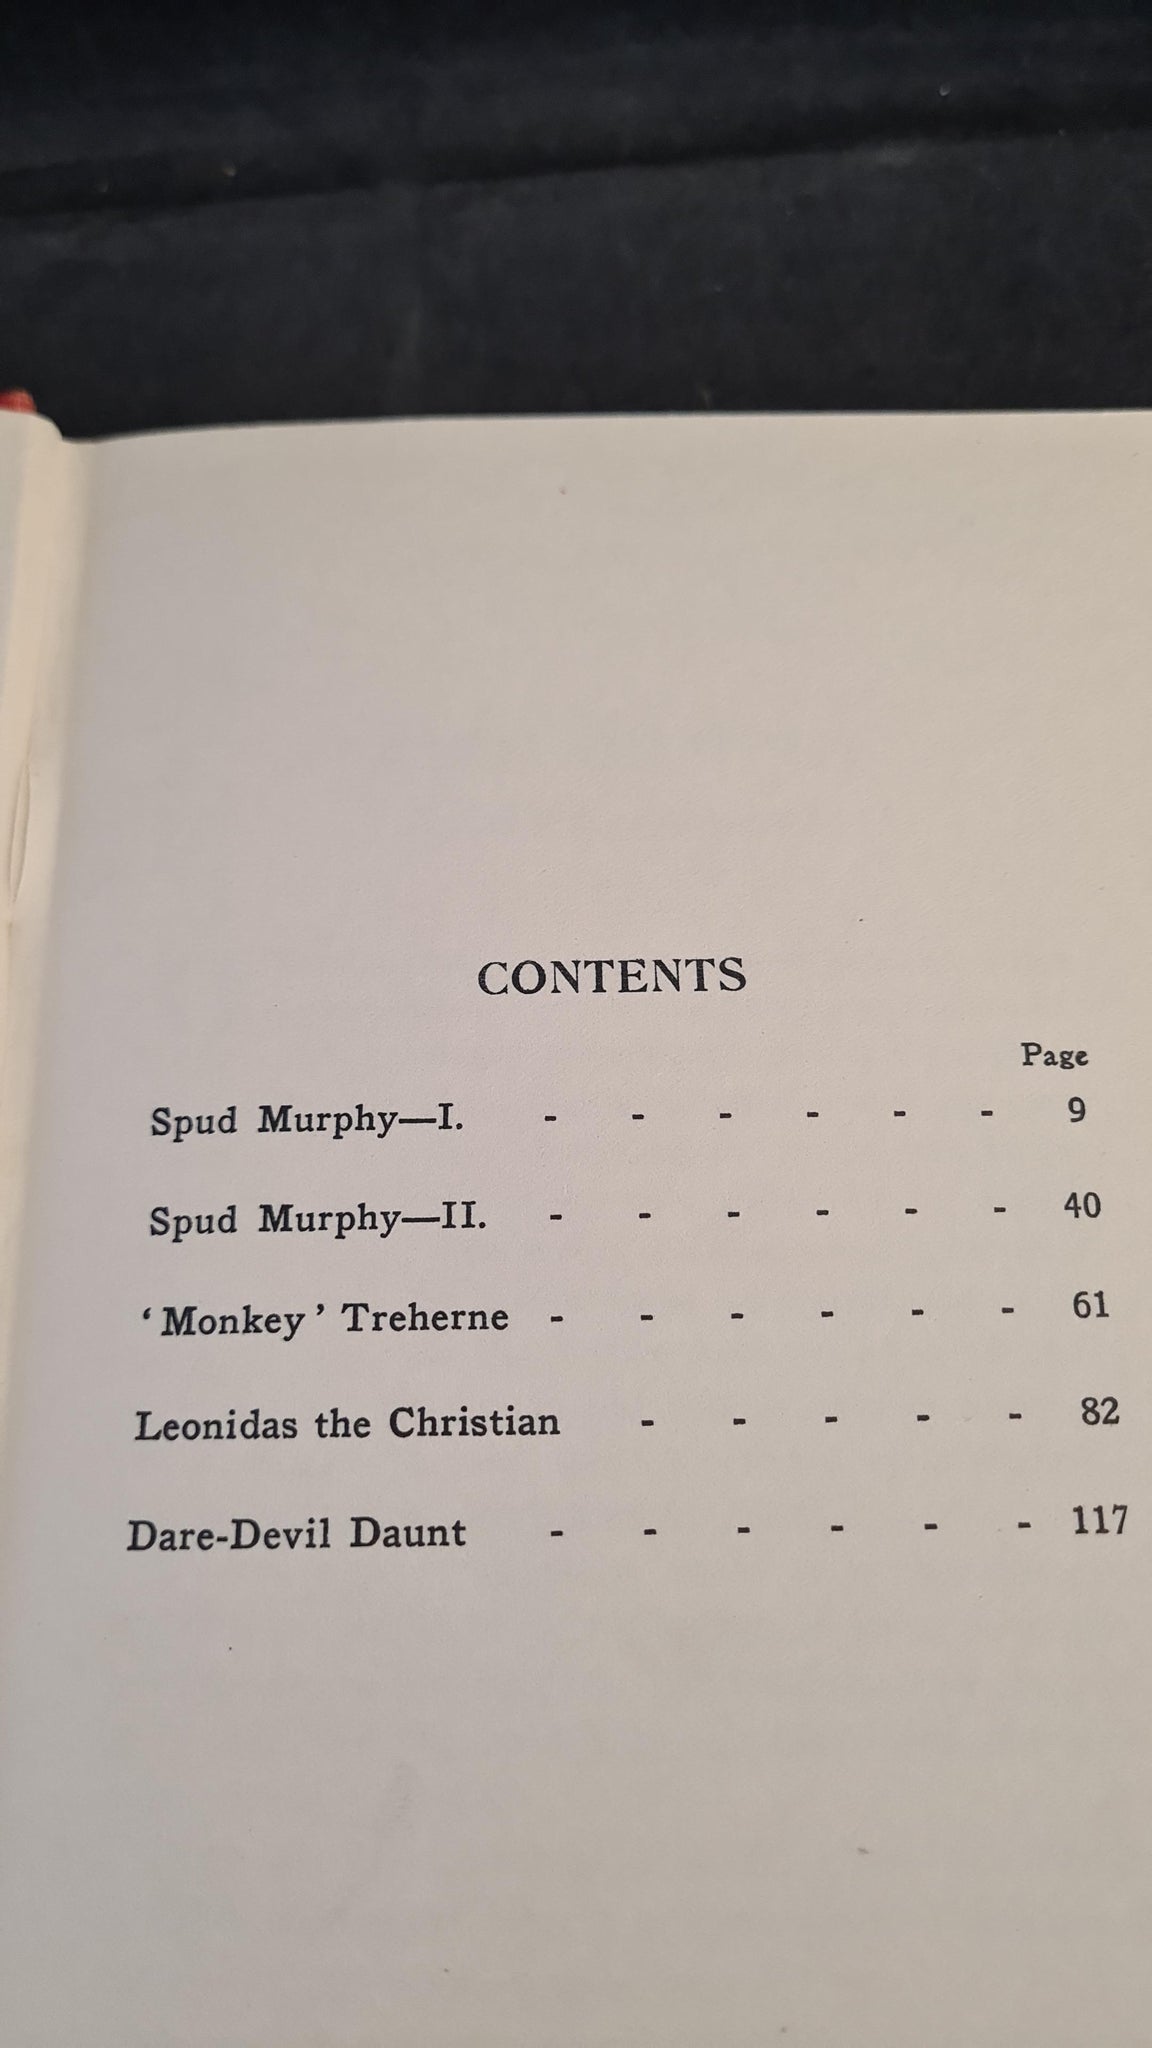 CONTENTS
Page
Spud Murphy—I. - - - - - - 9
Spud Murphy—II. - - - - - - 40
‘Monkey’ Treherne - - - - - - 61
Leonidas the Christian - - - - - 82
Dare-Devil Daunt - - - - - - 117